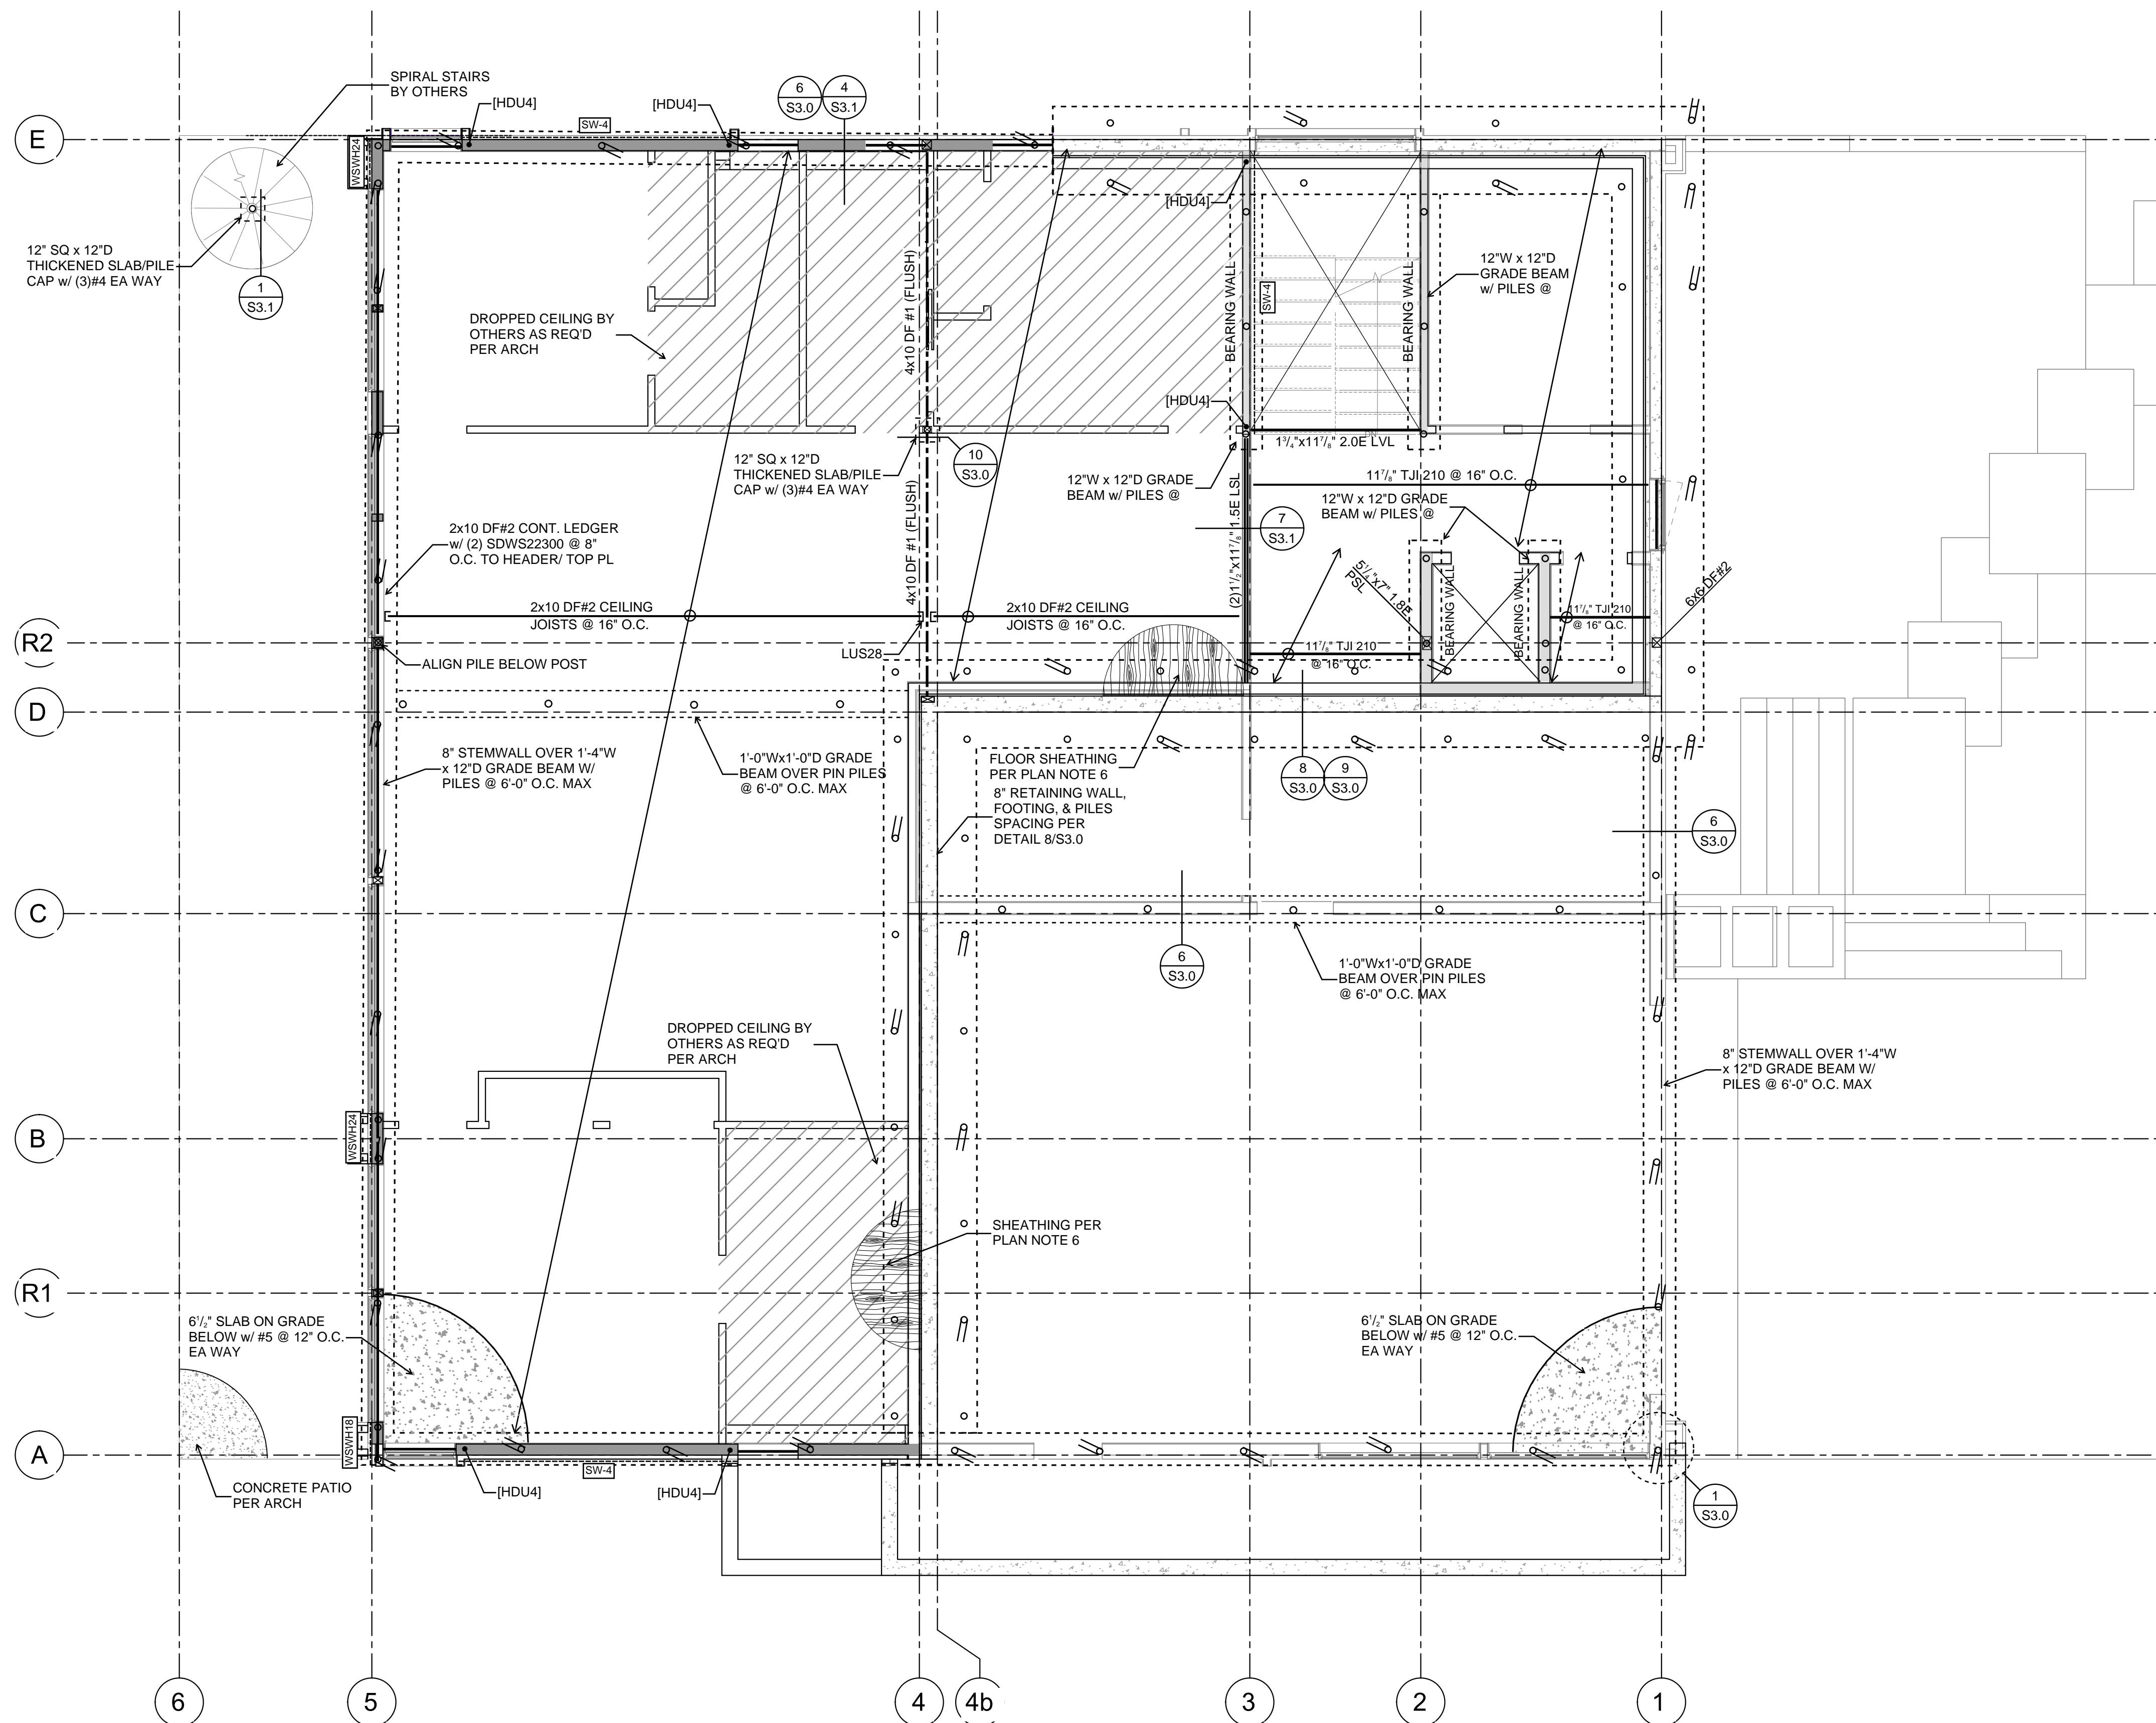 SPIRAL STAIRS
BY OTHERS
[HDU4]
[HDU4]
6
S3.0
4
S3.1
SW-4
E
WSWH24
12" SQ x 12"D
THICKENED SLAB/PILE
CAP w/ (3)#4 EA WAY
1
S3.1
DROPPED CEILING BY
OTHERS AS REQ'D
PER ARCH
4x10 DF #1 (FLUSH)
[HDU4]
BEARING WALL
SW-4
BEARING WALL
12"W x 12"D
GRADE BEAM
w/ PILES @
[HDU4]
DN
1¾"x11⅞" 2.0E LVL
12" SQ x 12"D
THICKENED SLAB/PILE
CAP w/ (3)#4 EA WAY
10
S3.0
12"W x 12"D GRADE
BEAM w/ PILES @
11⅞" TJI 210 @ 16" O.C.
12"W x 12"D GRADE
BEAM w/ PILES @
2x10 DF#2 CONT. LEDGER
w/ (2) SDWS22300 @ 8"
O.C. TO HEADER/ TOP PL
4x10 DF #1 (FLUSH)
7
S3.1
(2)1½"x11⅞" 1.5E LSL
5¼"x7" 1.8E
PSL
BEARING WALL
BEARING WALL
6x6 DF#2
2x10 DF#2 CEILING
JOISTS @ 16" O.C.
2x10 DF#2 CEILING
JOISTS @ 16" O.C.
11⅞" TJI 210
@ 16" O.C.
R2
LUS28
11⅞" TJI 210
@ 16" O.C.
ALIGN PILE BELOW POST
D
8" STEMWALL OVER 1'-4"W
x 12"D GRADE BEAM W/
PILES @ 6'-0" O.C. MAX
1'-0"Wx1'-0"D GRADE
BEAM OVER PIN PILES
@ 6'-0" O.C. MAX
FLOOR SHEATHING
PER PLAN NOTE 6
8" RETAINING WALL,
FOOTING, & PILES
SPACING PER
DETAIL 8/S3.0
8
S3.0
9
S3.0
6
S3.0
C
6
S3.0
1'-0"Wx1'-0"D GRADE
BEAM OVER PIN PILES
@ 6'-0" O.C. MAX
DROPPED CEILING BY
OTHERS AS REQ'D
PER ARCH
8" STEMWALL OVER 1'-4"W
x 12"D GRADE BEAM W/
PILES @ 6'-0" O.C. MAX
B
WSWH24
SHEATHING PER
PLAN NOTE 6
R1
6½" SLAB ON GRADE
BELOW w/ #5 @ 12" O.C.
EA WAY
6½" SLAB ON GRADE
BELOW w/ #5 @ 12" O.C.
EA WAY
WSWH18
A
SW-4
CONCRETE PATIO
PER ARCH
[HDU4]
[HDU4]
1
S3.0
6
5
4
4b
3
2
1